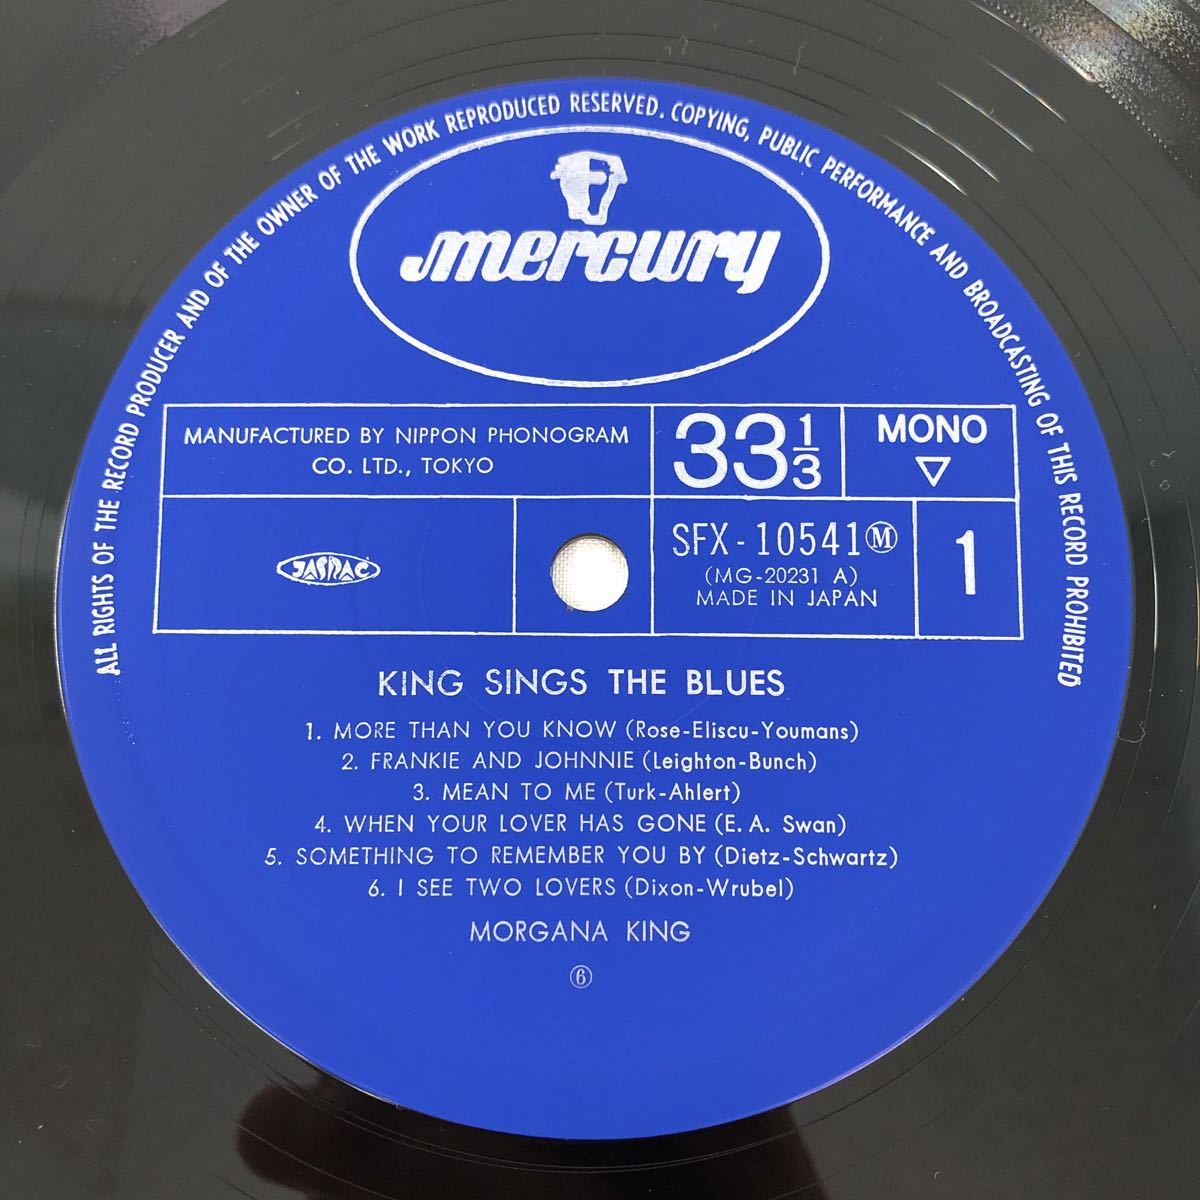 ALL RIGHTS OF THE RECORD PRODUCER AND OF THE OWNER OF THE WORK REPRODUCED RESERVED. COPYING, PUBLIC PERFORMANCE AND BROADCASTING OF THIS RECORD PROHIBITED
mercury
MANUFACTURED BY NIPPON PHONOGRAM
CO. LTD., TOKYO
33 1/3
MONO
▽
JASRAC
SFX-10541Ⓜ
(MG-20231 A)
MADE IN JAPAN
1
KING SINGS THE BLUES
1. MORE THAN YOU KNOW (Rose-Eliscu-Youmans)
2. FRANKIE AND JOHNNIE (Leighton-Bunch)
3. MEAN TO ME (Turk-Ahlert)
4. WHEN YOUR LOVER HAS GONE (E. A. Swan)
5. SOMETHING TO REMEMBER YOU BY (Dietz-Schwartz)
6. I SEE TWO LOVERS (Dixon-Wrubel)
MORGANA KING
⑥